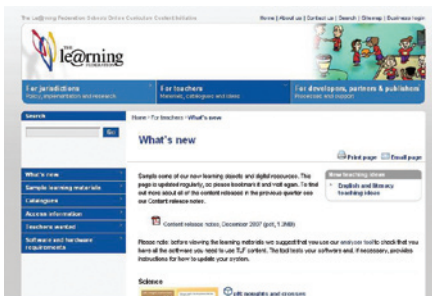 The Le@rning Federation Schools Online Curriculum Content Initiative
Home | About us | Contact us | Search | Sitemap | Business login
THE
le@rning
FEDERATION
For jurisdictions
Policy, implementation and research
For teachers
Materials, catalogues and ideas
For developers, partners & publishers
Processes and support
Search
Go
Home > For teachers > What's new
What's new
Print page Email page
What's new
Sample learning materials
Catalogues
Access information
Teachers wanted
Software and hardware
requirements
Sample some of our new learning objects and digital resources. This
page is updated regularly, so please bookmark it and visit again. To find
out more about all of the content released in the previous quarter see
our Content release notes.
New teaching ideas
English and literacy
teaching ideas
Content release notes, December 2007 (pdf, 1.3MB)
Please note: before viewing the learning materials we suggest that you use our analyser tool to check that you
have all the software you need to use TLF content. The tool tests your software and, if necessary, provides
instructions for how to update your system.
Science